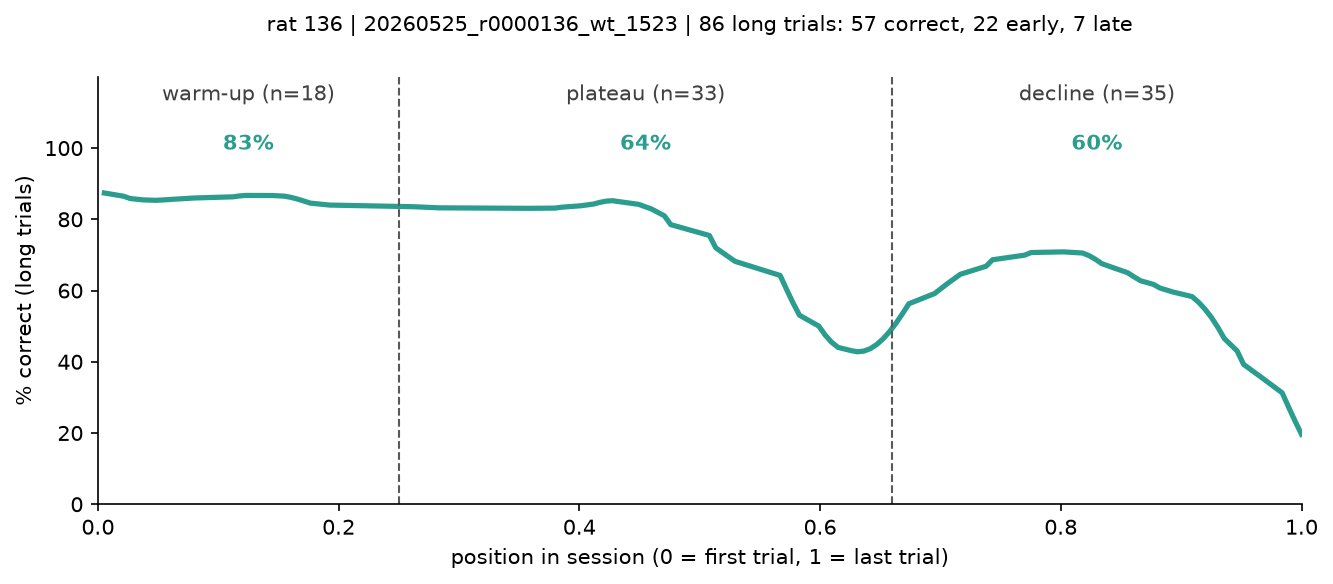 rat 136 | 20260525_r0000136_wt_1523 | 86 long trials: 57 correct, 22 early, 7 late
warm-up (n=18)
plateau (n=33)
decline (n=35)
83%
64%
60%
% correct (long trials)
100
80
60
40
20
0
0.0
0.2
0.4
0.6
0.8
1.0
position in session (0 = first trial, 1 = last trial)